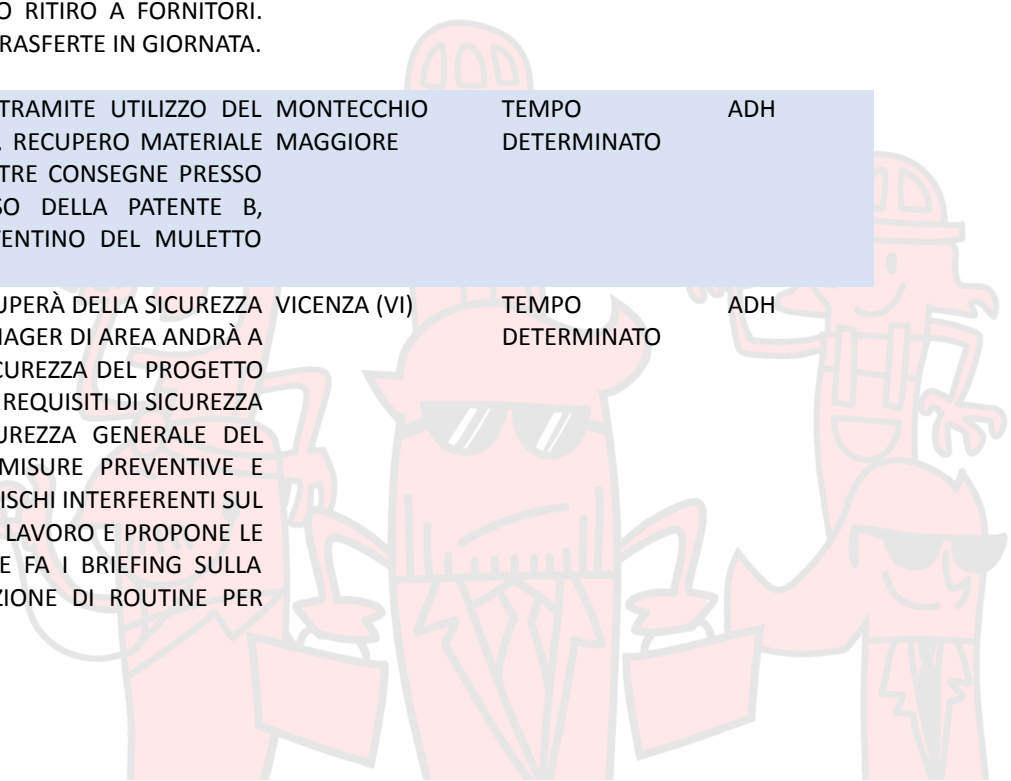 O RITIRO A FORNITORI.
RASFERTE IN GIORNATA.
TRAMITE UTILIZZO DEL MONTECCHIO TEMPO ADH
RECUPERO MATERIALE MAGGIORE DETERMINATO
TRE CONSEGNE PRESSO
SO DELLA PATENTE B,
TENTINO DEL MULETTO
UPERÀ DELLA SICUREZZA VICENZA (VI) TEMPO ADH
NAGER DI AREA ANDRÀ A DETERMINATO
CUREZZA DEL PROGETTO
REQUISITI DI SICUREZZA
UREZZA GENERALE DEL
MISURE PREVENTIVE E
ISCHI INTERFERENTI SUL
LAVORO E PROPONE LE
E FA I BRIEFING SULLA
ZIONE DI ROUTINE PER